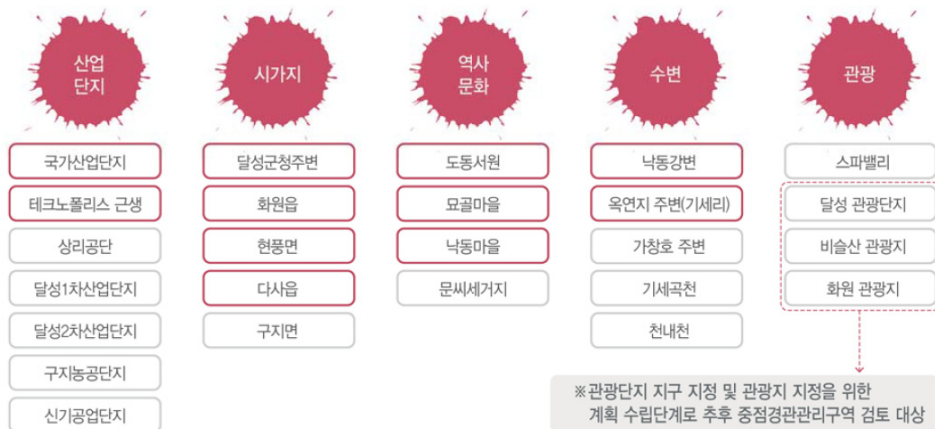 산업
단지
시가지
역사
문화
수변
관광
국가산업단지
테크노폴리스 근생
상리공단
달성1차산업단지
달성2차산업단지
구지농공단지
신기공업단지
달성군청주변
화원읍
현풍면
다사읍
구지면
도동서원
묘골마을
낙동마을
문씨세거지
낙동강변
옥연지 주변(기세리)
가창호 주변
기세곡천
천내천
스파밸리
달성 관광단지
비슬산 관광지
화원 관광지
※관광단지 지구 지정 및 관광지 지정을 위한
계획 수립단계로 추후 중점경관관리구역 검토 대상